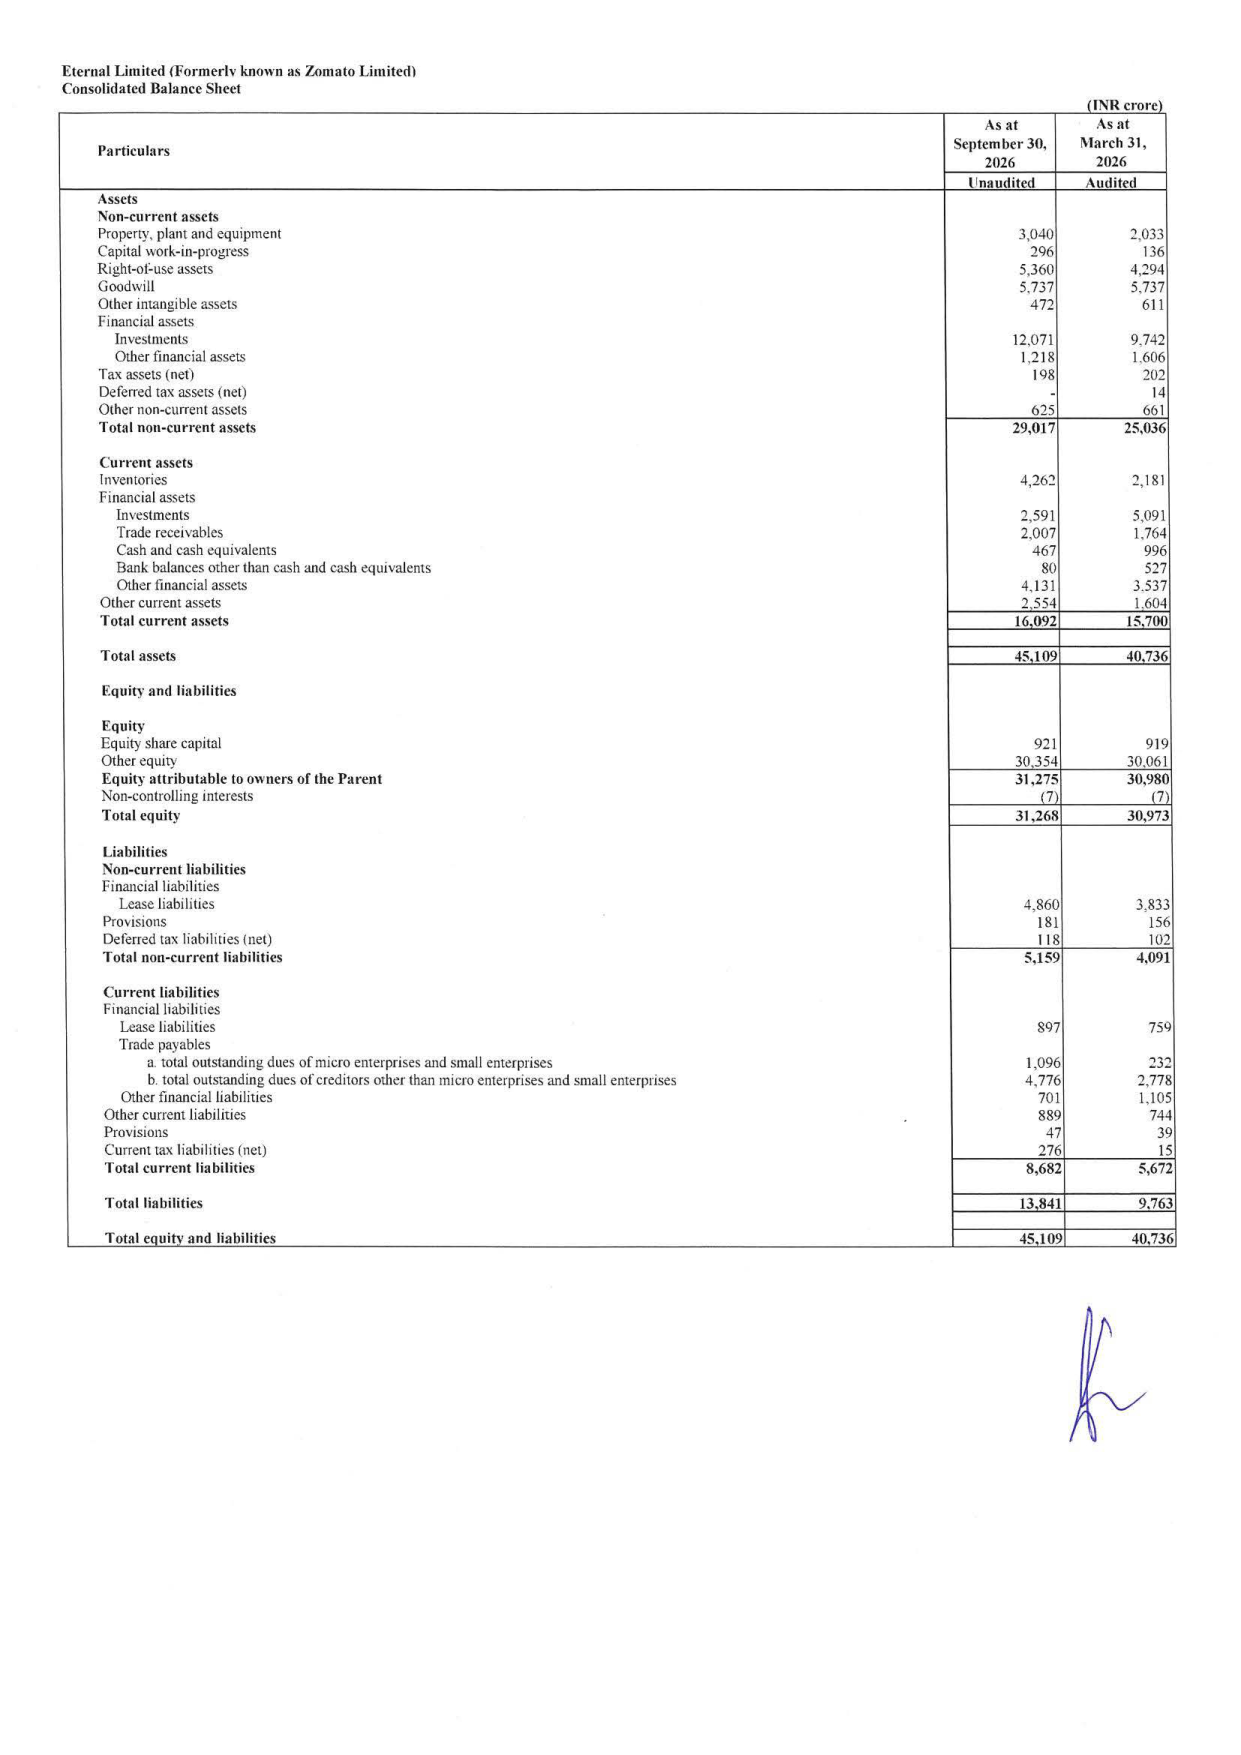 Eternal Limited (Formerly known as Zomato Limited)
Consolidated Balance Sheet
(INR crore)
Particulars As at September 30, 2026 As at March 31, 2026
Unaudited Audited
Assets
Non-current assets
Property, plant and equipment 3,040 2,033
Capital work-in-progress 296 136
Right-of-use assets 5,360 4,294
Goodwill 5,737 5,737
Other intangible assets 472 611
Financial assets
Investments 12,071 9,742
Other financial assets 1,218 1,606
Tax assets (net) 198 202
Deferred tax assets (net) - 14
Other non-current assets 625 661
Total non-current assets 29,017 25,036
Current assets
Inventories 4,262 2,181
Financial assets
Investments 2,591 5,091
Trade receivables 2,007 1,764
Cash and cash equivalents 467 996
Bank balances other than cash and cash equivalents 80 527
Other financial assets 4,131 3,537
Other current assets 2,554 1,604
Total current assets 16,092 15,700
Total assets 45,109 40,736
Equity and liabilities
Equity
Equity share capital 921 919
Other equity 30,354 30,061
Equity attributable to owners of the Parent 31,275 30,980
Non-controlling interests (7) (7)
Total equity 31,268 30,973
Liabilities
Non-current liabilities
Financial liabilities
Lease liabilities 4,860 3,833
Provisions 181 156
Deferred tax liabilities (net) 118 102
Total non-current liabilities 5,159 4,091
Current liabilities
Financial liabilities
Lease liabilities 897 759
Trade payables
a. total outstanding dues of micro enterprises and small enterprises 1,096 232
b. total outstanding dues of creditors other than micro enterprises and small enterprises 4,776 2,778
Other financial liabilities 701 1,105
Other current liabilities 889 744
Provisions 47 39
Current tax liabilities (net) 276 15
Total current liabilities 8,682 5,672
Total liabilities 13,841 9,763
Total equity and liabilities 45,109 40,736